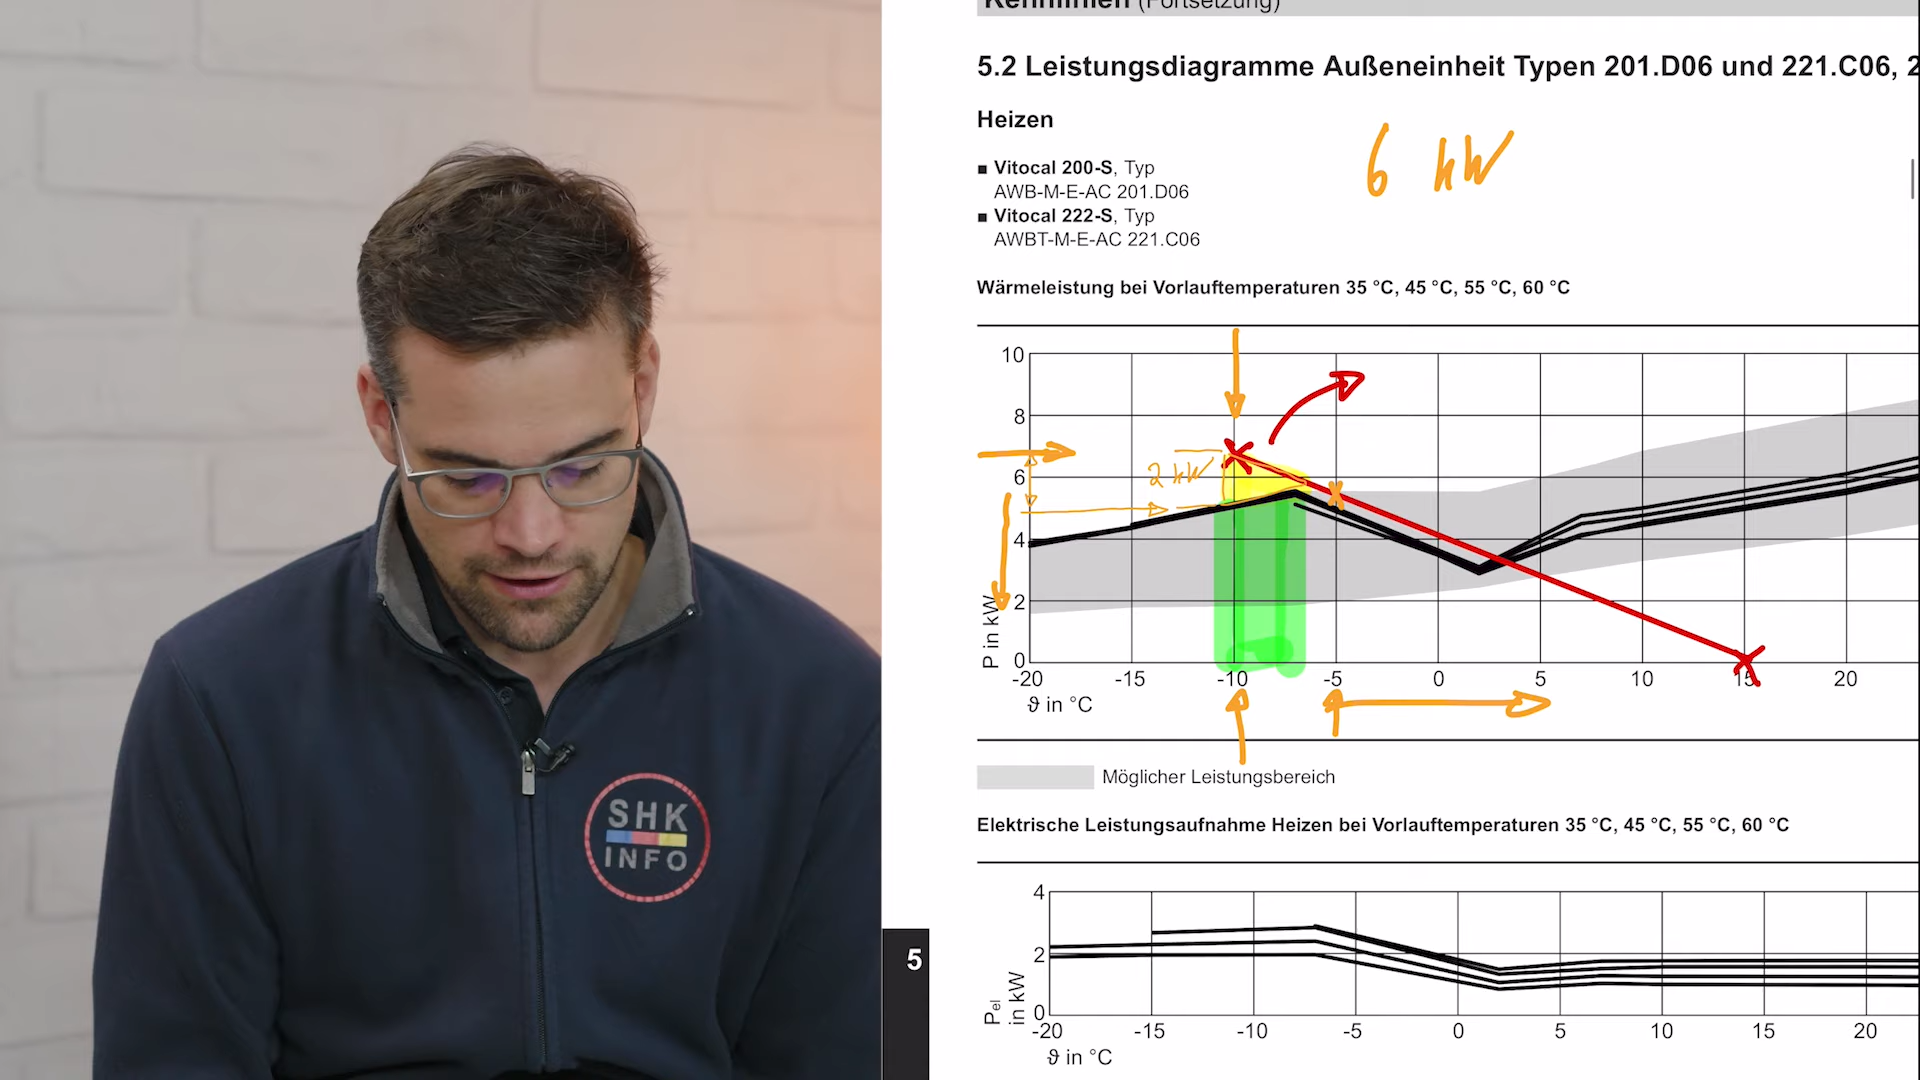 Kennlinien (Fortsetzung)
5.2 Leistungsdiagramme Außeneinheit Typen 201.D06 und 221.C06, 2
Heizen
■ Vitocal 200-S, Typ
AWB-M-E-AC 201.D06
■ Vitocal 222-S, Typ
AWBT-M-E-AC 221.C06
6 kW
Wärmeleistung bei Vorlauftemperaturen 35 °C, 45 °C, 55 °C, 60 °C
10
8
6
4
2
0
P in kW
2 kW
-20 -15 -10 -5 0 5 10 15 20
ϑ in °C
Möglicher Leistungsbereich
Elektrische Leistungsaufnahme Heizen bei Vorlauftemperaturen 35 °C, 45 °C, 55 °C, 60 °C
4
2
0
Pel
in kW
-20 -15 -10 -5 0 5 10 15 20
ϑ in °C
5
SHK
INFO